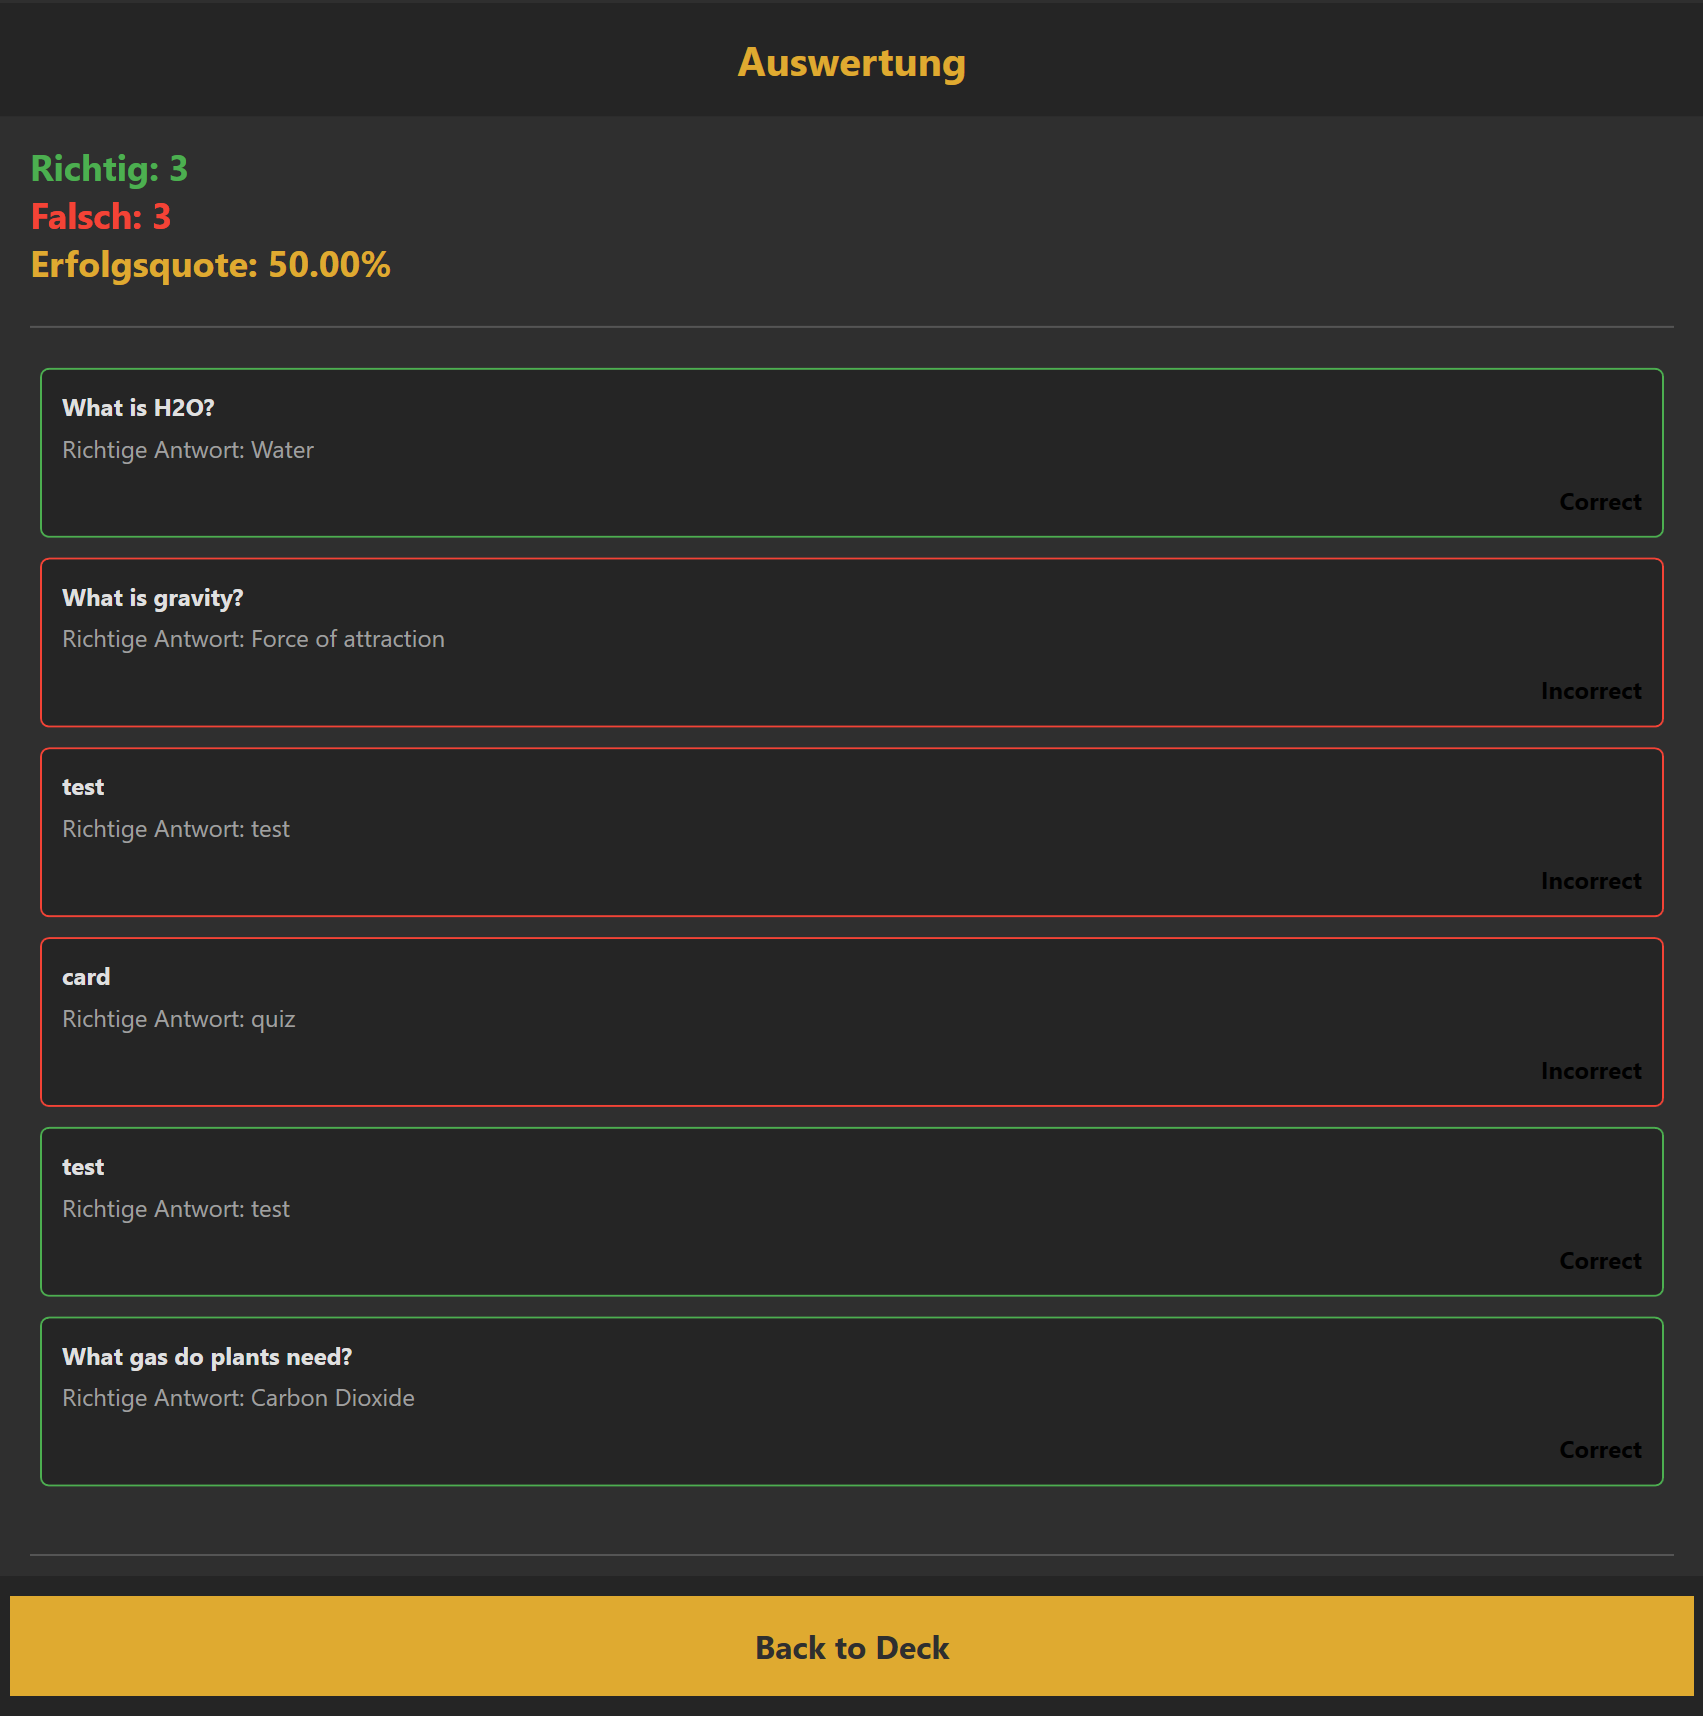 Auswertung
Richtig: 3
Falsch: 3
Erfolgsquote: 50.00%
What is H2O?
Richtige Antwort: Water
Correct
What is gravity?
Richtige Antwort: Force of attraction
Incorrect
test
Richtige Antwort: test
Incorrect
card
Richtige Antwort: quiz
Incorrect
test
Richtige Antwort: test
Correct
What gas do plants need?
Richtige Antwort: Carbon Dioxide
Correct
Back to Deck